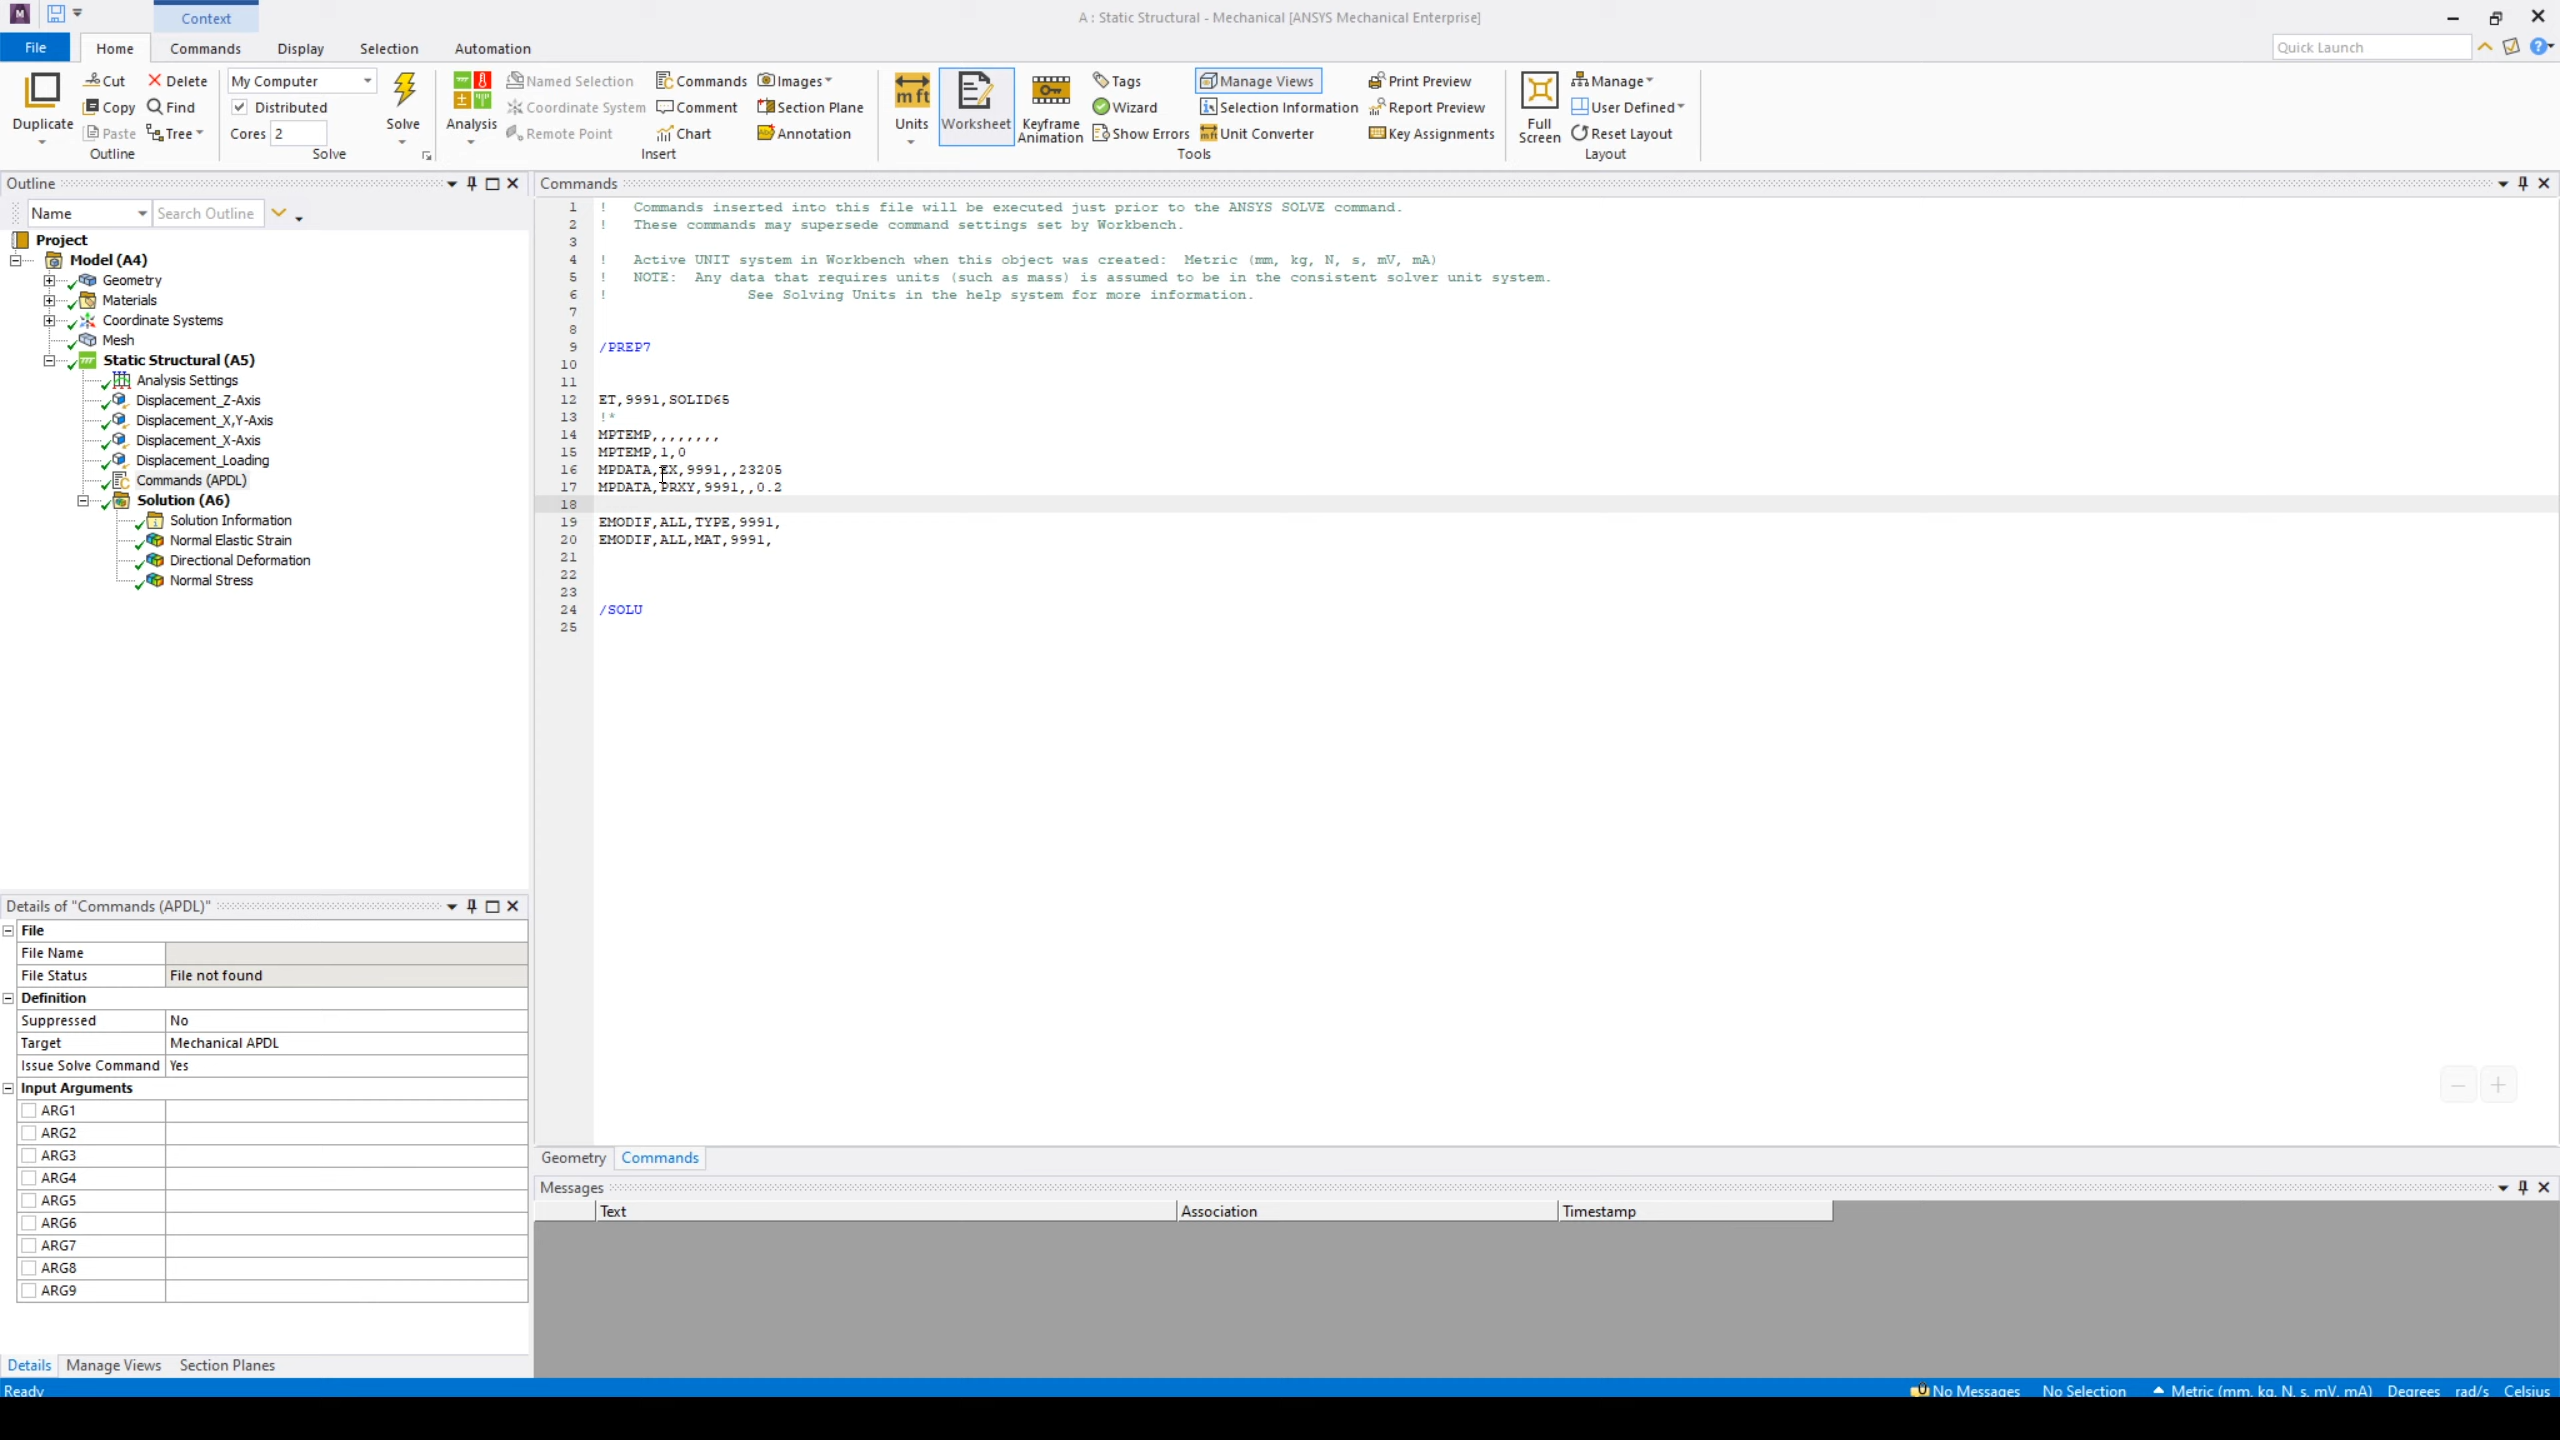 Context
A : Static Structural - Mechanical [ANSYS Mechanical Enterprise]
File Home Commands Display Selection Automation
Quick Launch
Duplicate
Cut
Copy
Paste
Delete
Find
Tree
Outline
My Computer
Distributed
Cores 2
Solve
Solve
Analysis
Named Selection
Coordinate System
Remote Point
Commands
Comment
Chart
Images
Section Plane
Annotation
Insert
Units
Worksheet
Keyframe
Animation
Tags
Wizard
Show Errors
Manage Views
Selection Information
Unit Converter
Print Preview
Report Preview
Key Assignments
Tools
Full
Screen
Manage
User Defined
Reset Layout
Layout
Outline
Name Search Outline
Project
Model (A4)
Geometry
Materials
Coordinate Systems
Mesh
Static Structural (A5)
Analysis Settings
Displacement_Z-Axis
Displacement_X,Y-Axis
Displacement_X-Axis
Displacement_Loading
Commands (APDL)
Solution (A6)
Solution Information
Normal Elastic Strain
Directional Deformation
Normal Stress
Commands
1 ! Commands inserted into this file will be executed just prior to the ANSYS SOLVE command.
2 ! These commands may supersede command settings set by Workbench.
3
4 ! Active UNIT system in Workbench when this object was created: Metric (mm, kg, N, s, mV, mA)
5 ! NOTE: Any data that requires units (such as mass) is assumed to be in the consistent solver unit system.
6 ! See Solving Units in the help system for more information.
7
8
9 /PREP7
10
11
12 ET,9991,SOLID65
13 !*
14 MPTEMP,,,,,,,,
15 MPTEMP,1,0
16 MPDATA,EX,9991,,23205
17 MPDATA,PRXY,9991,,0.2
18
19 EMODIF,ALL,TYPE,9991,
20 EMODIF,ALL,MAT,9991,
21
22
23
24 /SOLU
25
Details of "Commands (APDL)"
File
File Name
File Status File not found
Definition
Suppressed No
Target Mechanical APDL
Issue Solve Command Yes
Input Arguments
ARG1
ARG2
ARG3
ARG4
ARG5
ARG6
ARG7
ARG8
ARG9
Details Manage Views Section Planes
Geometry Commands
Messages
Text Association Timestamp
Ready
0 No Messages No Selection Metric (mm, kg, N, s, mV, mA) Degrees rad/s Celsius